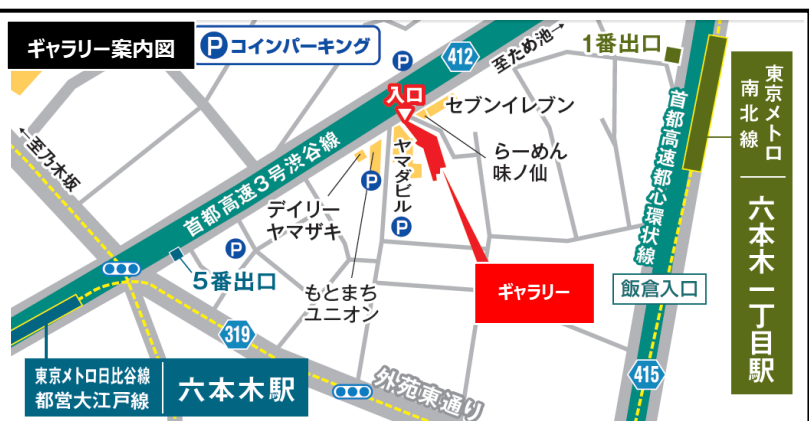 ギャラリー案内図
Pコインパーキング
412
至ため池
1番出口
東京メトロ
南北線
六本木一丁目駅
P
入口
セブンイレブン
首都高速都心環状線
至乃木坂
首都高速3号渋谷線
らーめん
味ノ仙
ヤマダビル
デイリー
ヤマザキ
P
P
P
5番出口
もとまち
ユニオン
ギャラリー
飯倉入口
319
415
東京メトロ日比谷線
都営大江戸線
六本木駅
外苑東通り